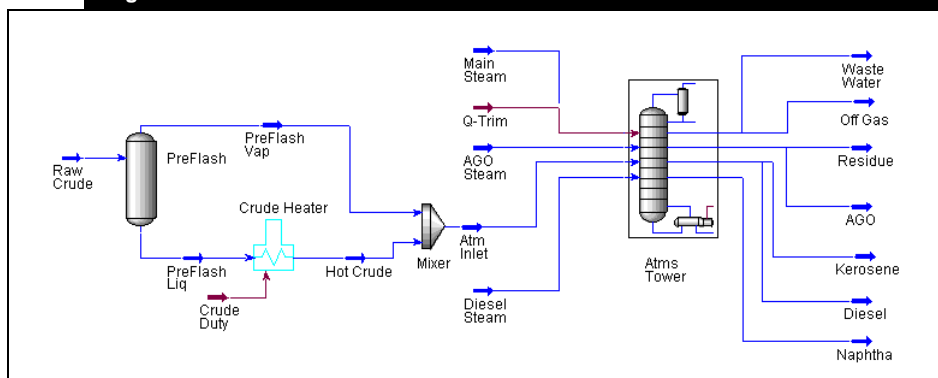 Main
Steam
Q-Trim
AGO
Steam
Diesel
Steam
Raw
Crude
PreFlash
PreFlash
Vap
PreFlash
Liq
Crude Heater
Crude
Duty
Hot Crude
Mixer
Atm
Inlet
Atms
Tower
Waste
Water
Off Gas
Residue
AGO
Kerosene
Diesel
Naphtha